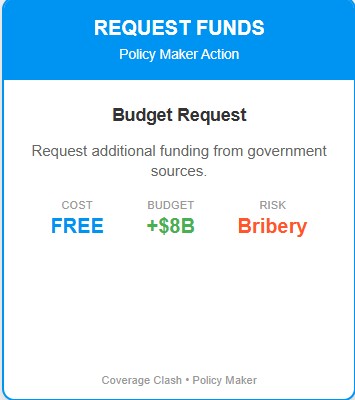 REQUEST FUNDS
Policy Maker Action
Budget Request
Request additional funding from government
sources.
COST BUDGET RISK
FREE +$8B Bribery
Coverage Clash • Policy Maker